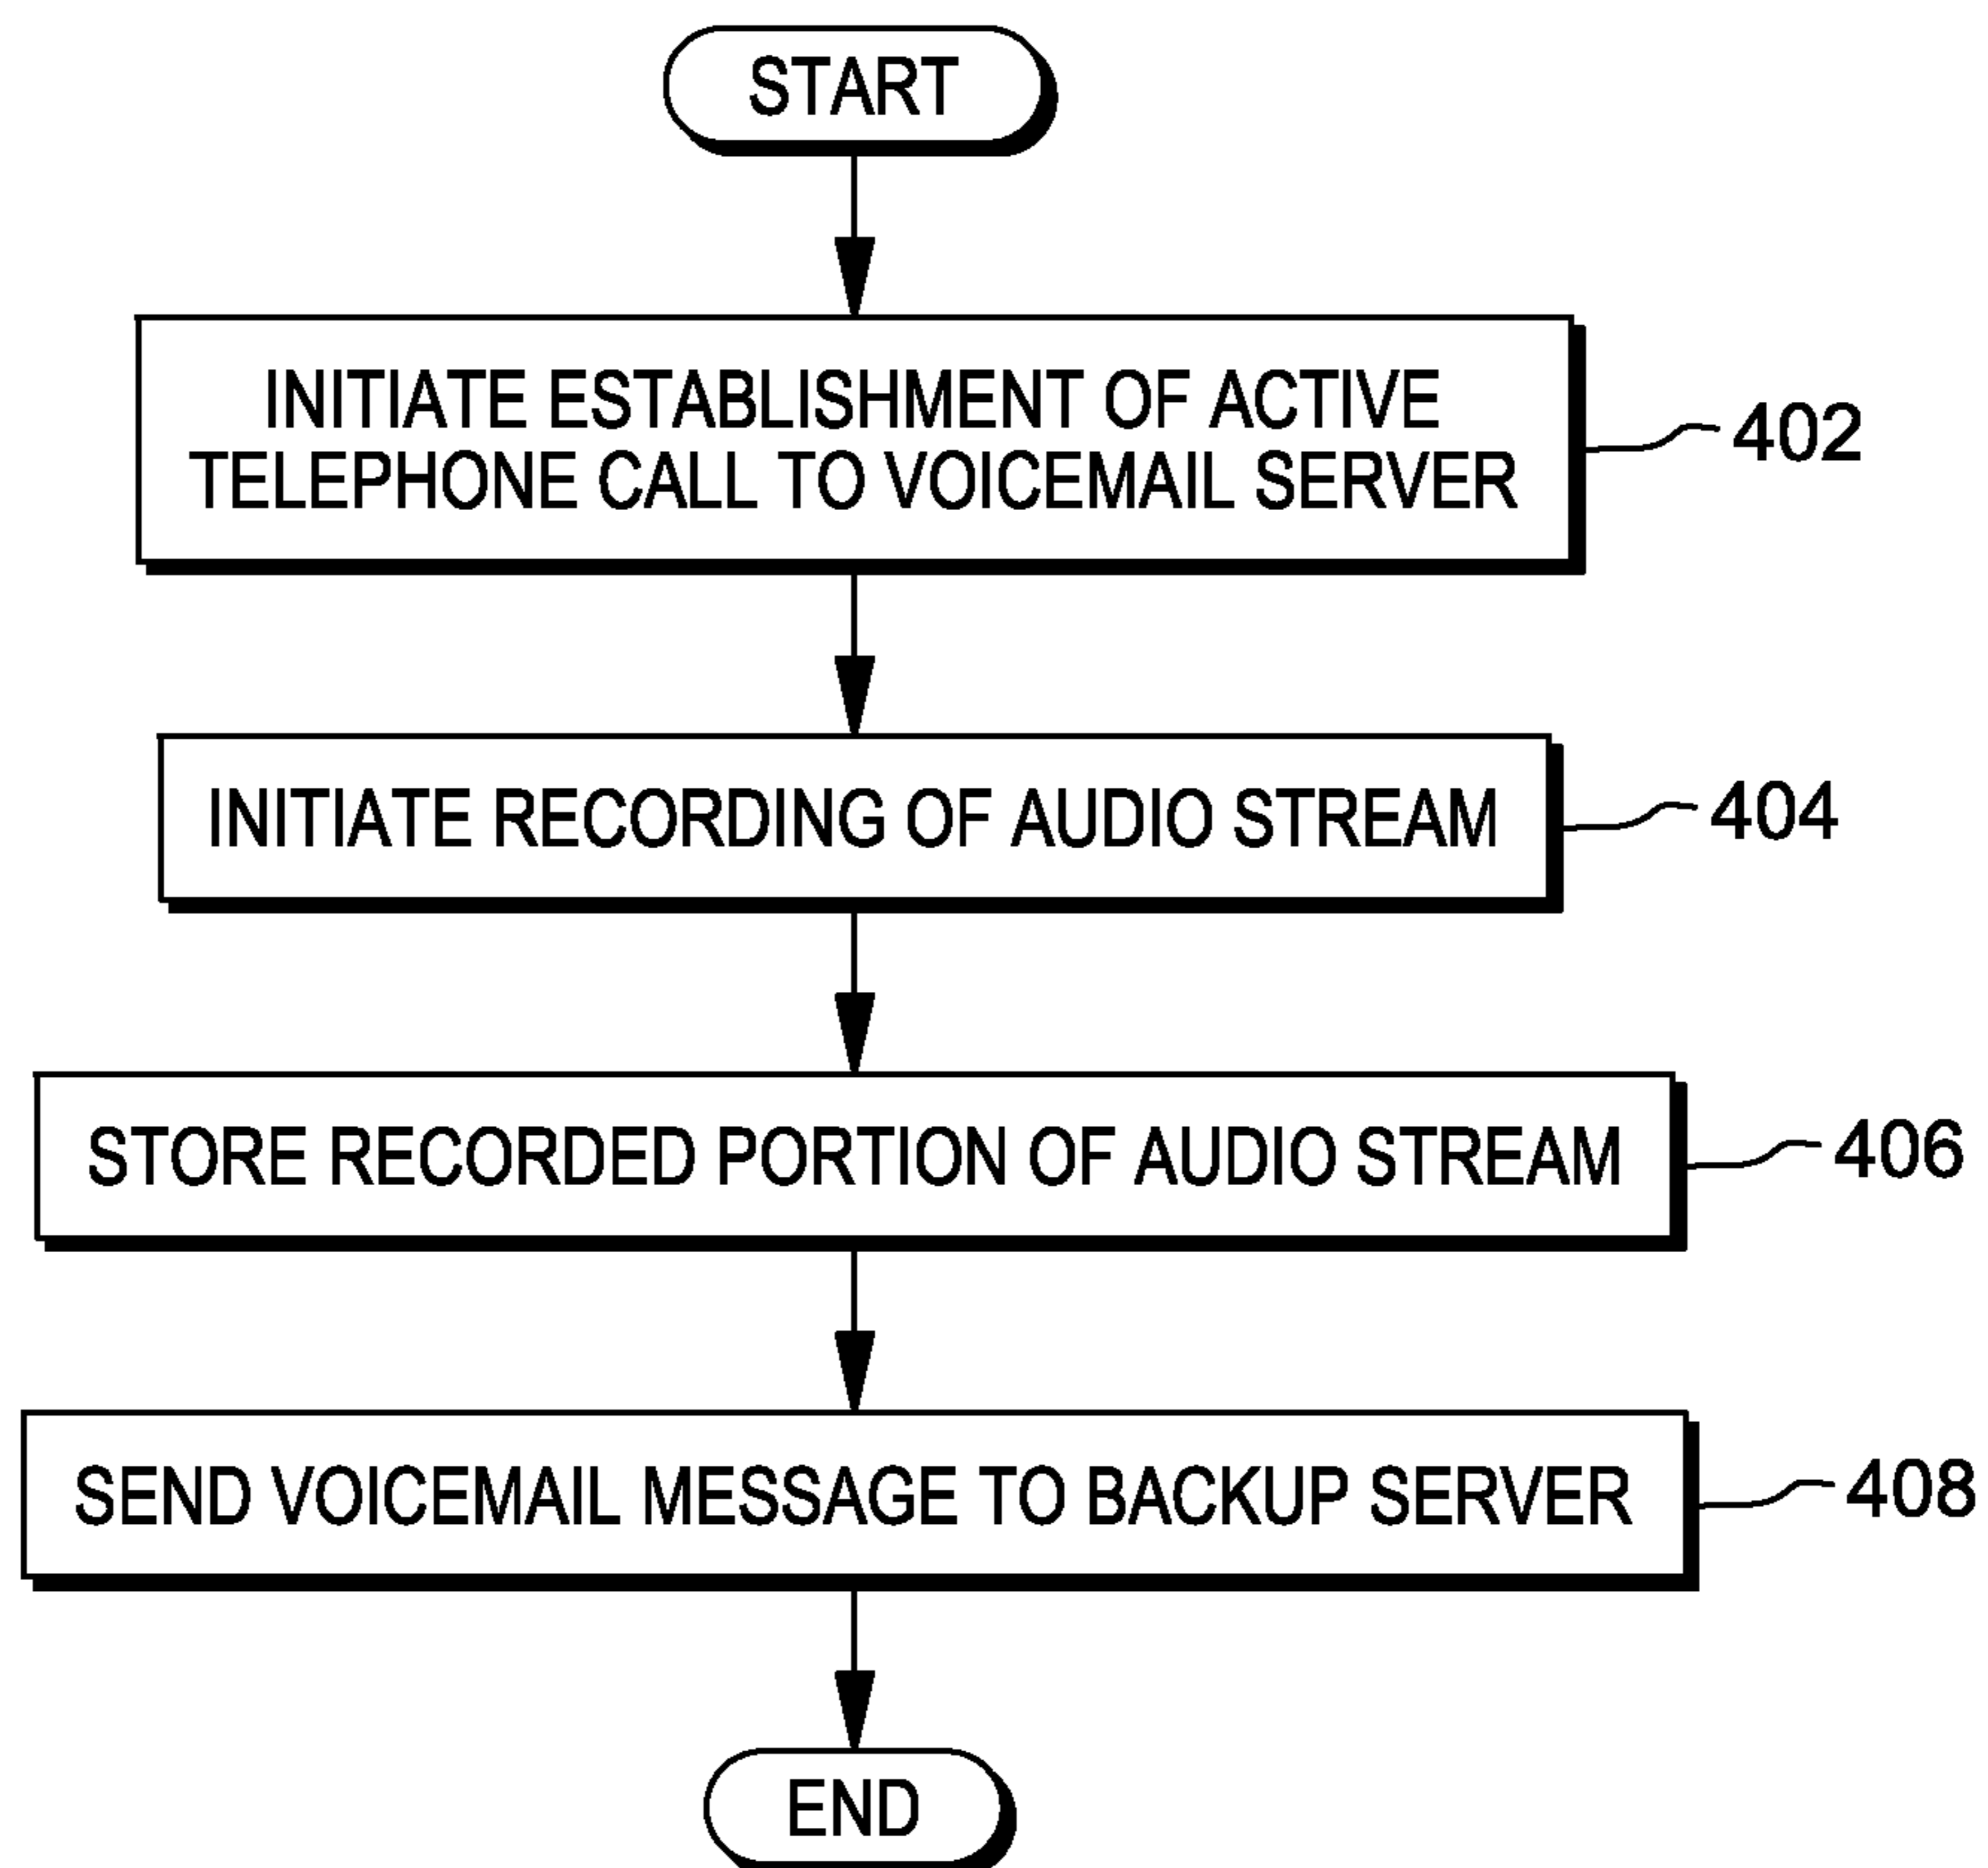 START
INITIATE ESTABLISHMENT OF ACTIVE
TELEPHONE CALL TO VOICEMAIL SERVER
402
INITIATE RECORDING OF AUDIO STREAM
404
STORE RECORDED PORTION OF AUDIO STREAM
406
SEND VOICEMAIL MESSAGE TO BACKUP SERVER
408
END